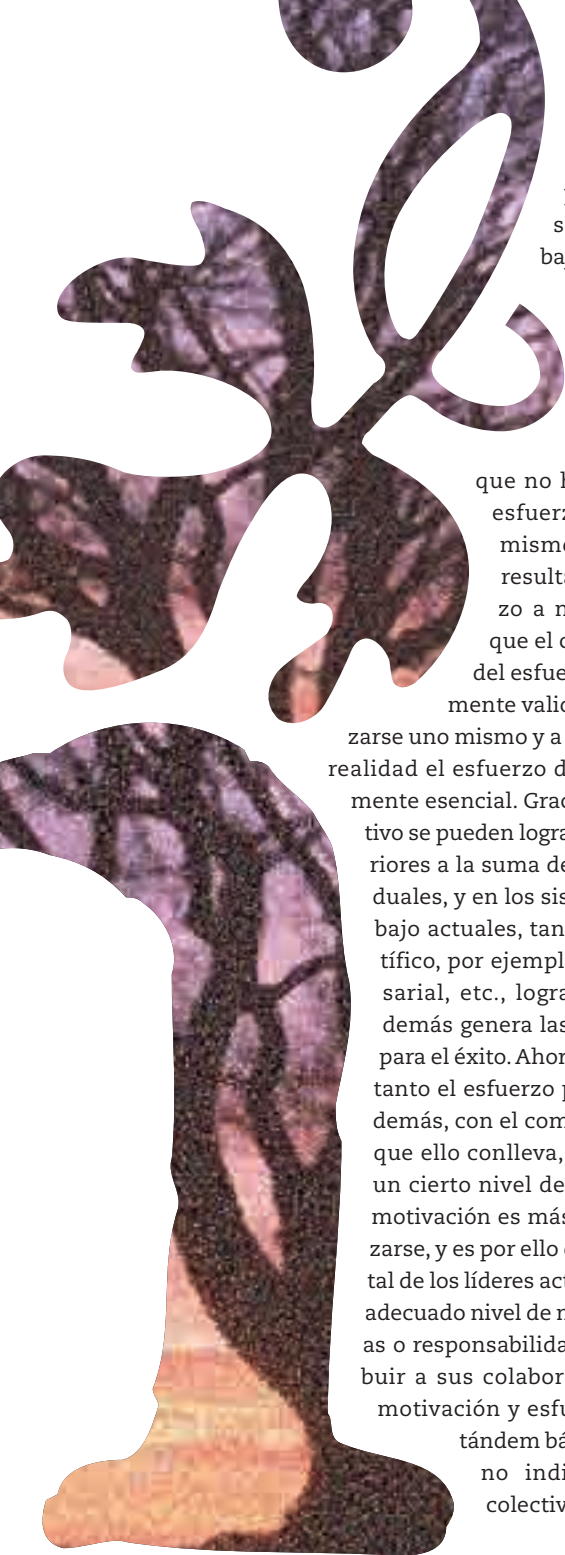 s
ba
que no
esfuerz
mismo
resulta
zo a
que el
del esfue
mente valid
zarse uno mismo y a
realidad el esfuerzo d
mente esencial. Grac
tivo se pueden logra
riores a la suma de
duales, y en los sis
bajo actuales, tan
tífico, por ejempl
sarial, etc., logra
demás genera las
para el éxito. Ahor
tanto el esfuerzo p
demás, con el com
que ello conlleva,
un cierto nivel de
motivación es más
zarse, y es por ello
tal de los líderes act
adecuado nivel de
as o responsabilida
buir a sus colabor
motivación y esfu
tándem bá
no indi
colectiv